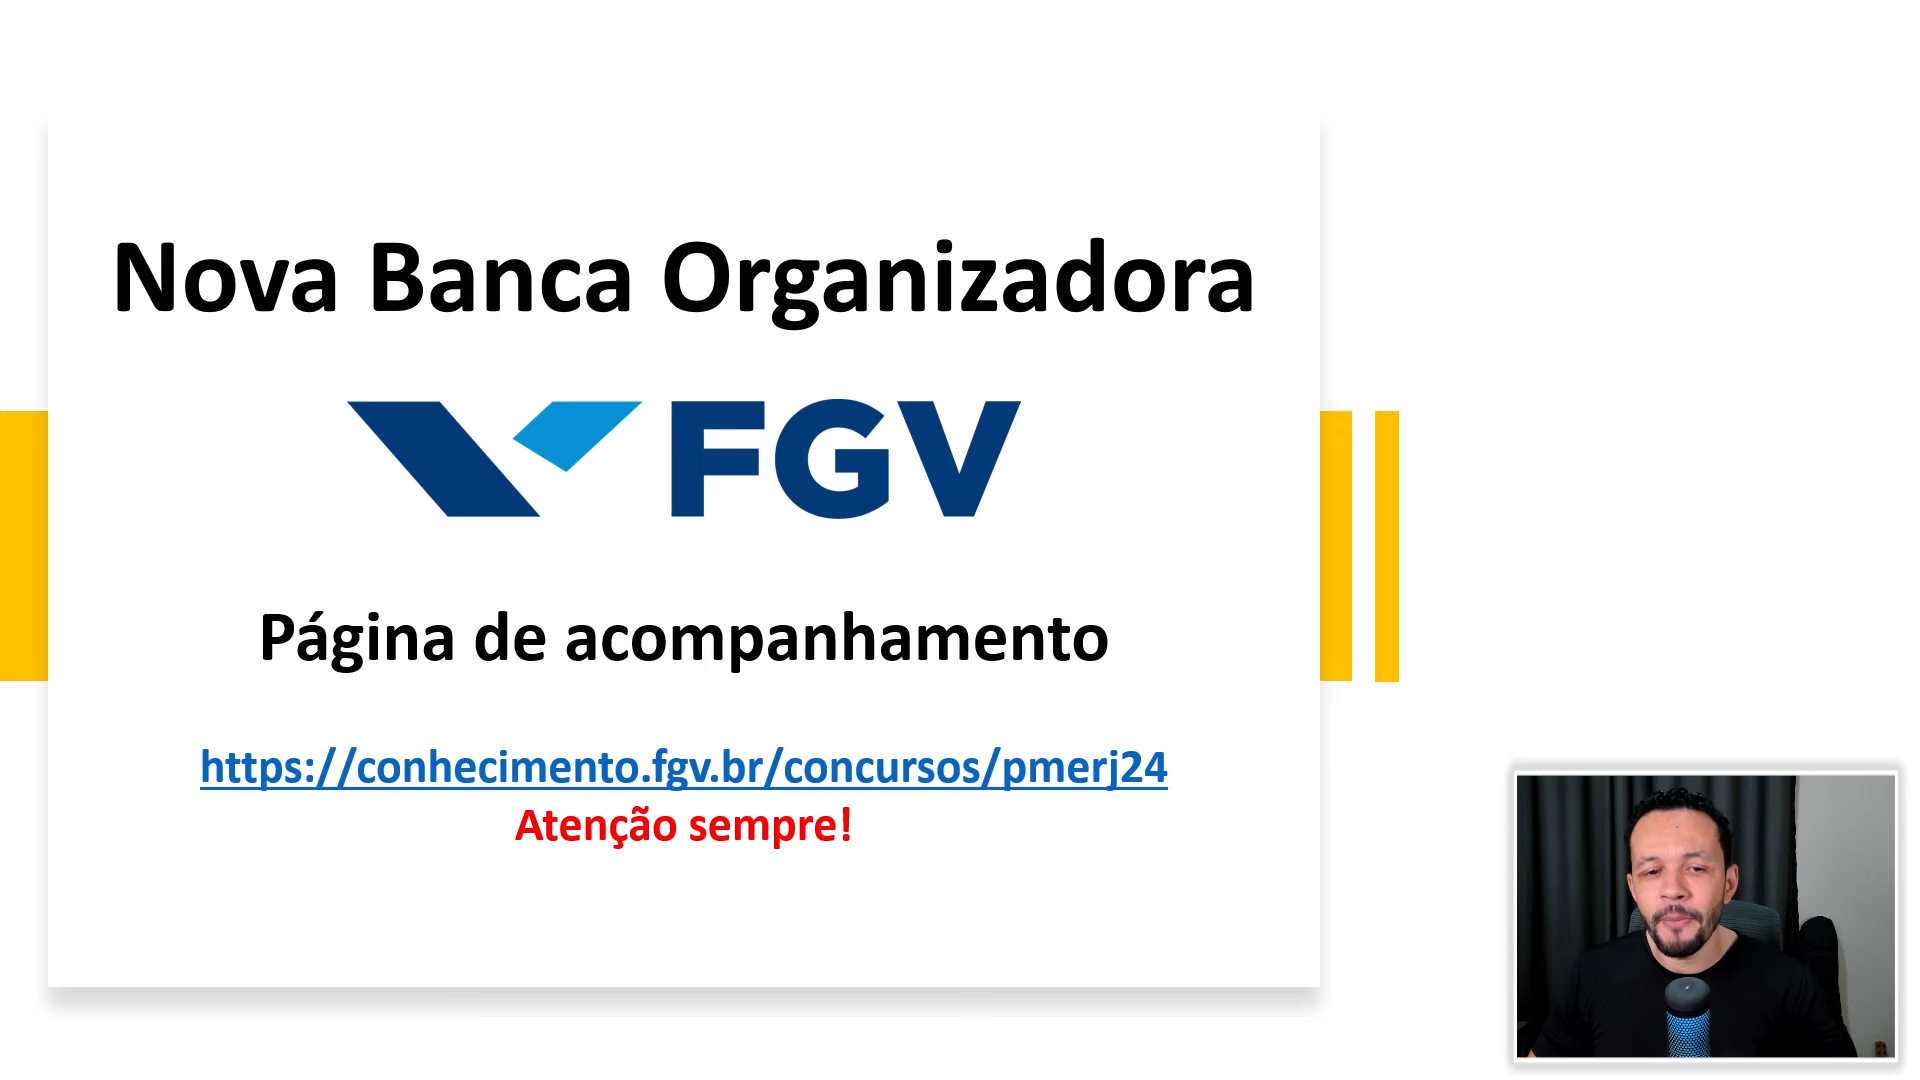 Nova Banca Organizadora
FGV
Página de acompanhamento
https://conhecimento.fgv.br/concursos/pmerj24
Atenção sempre!